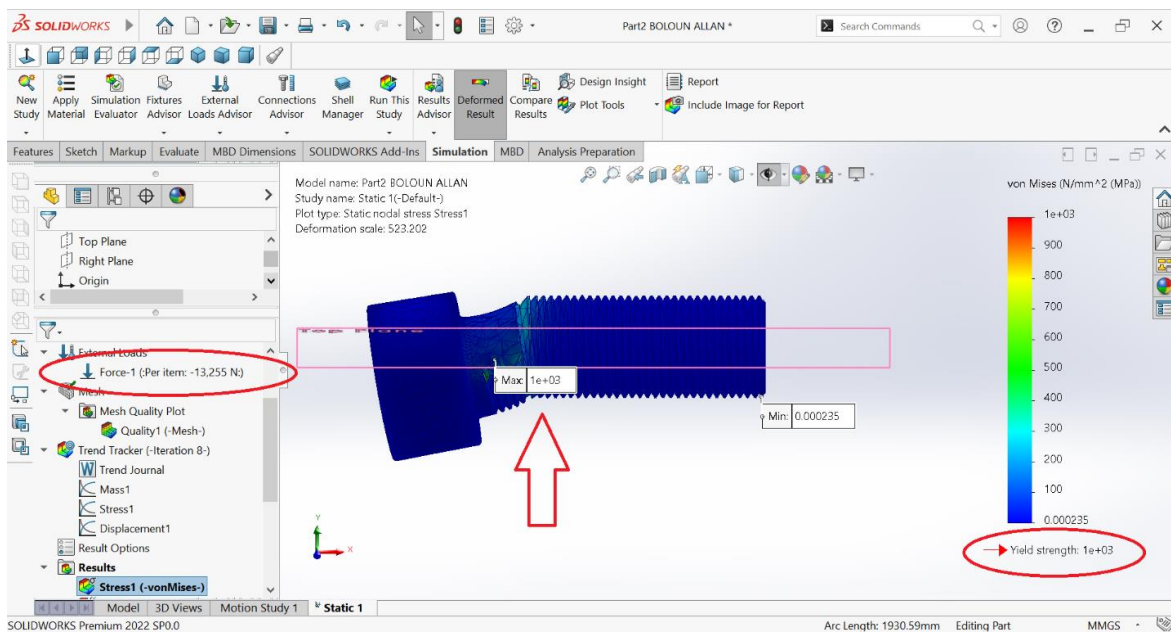 SOLIDWORKS
Part2 BOLOUN ALLAN *
Search Commands
New Study
Apply Material
Simulation Evaluator
Fixtures Advisor
External Loads Advisor
Connections Advisor
Shell Manager
Run This Study
Results Advisor
Deformed Result
Compare Results
Design Insight
Plot Tools
Report
Include Image for Report
Features Sketch Markup Evaluate MBD Dimensions SOLIDWORKS Add-Ins Simulation MBD Analysis Preparation
Model name: Part2 BOLOUN ALLAN
Study name: Static 1(-Default-)
Plot type: Static nodal stress Stress1
Deformation scale: 523.202
Top Plane
Right Plane
Origin
External Loads
Force-1 (:Per item: -13,255 N:)
Mesh
Mesh Quality Plot
Quality1 (-Mesh-)
Trend Tracker (-Iteration 8-)
Trend Journal
Mass1
Stress1
Displacement1
Result Options
Results
Stress1 (-vonMises-)
Top Plane
Max: 1e+03
Min: 0.000235
Y
X
von Mises (N/mm^2 (MPa))
1e+03
900
800
700
600
500
400
300
200
100
0.000235
Yield strength: 1e+03
Model 3D Views Motion Study 1 Static 1
SOLIDWORKS Premium 2022 SP0.0
Arc Length: 1930.59mm Editing Part MMGS